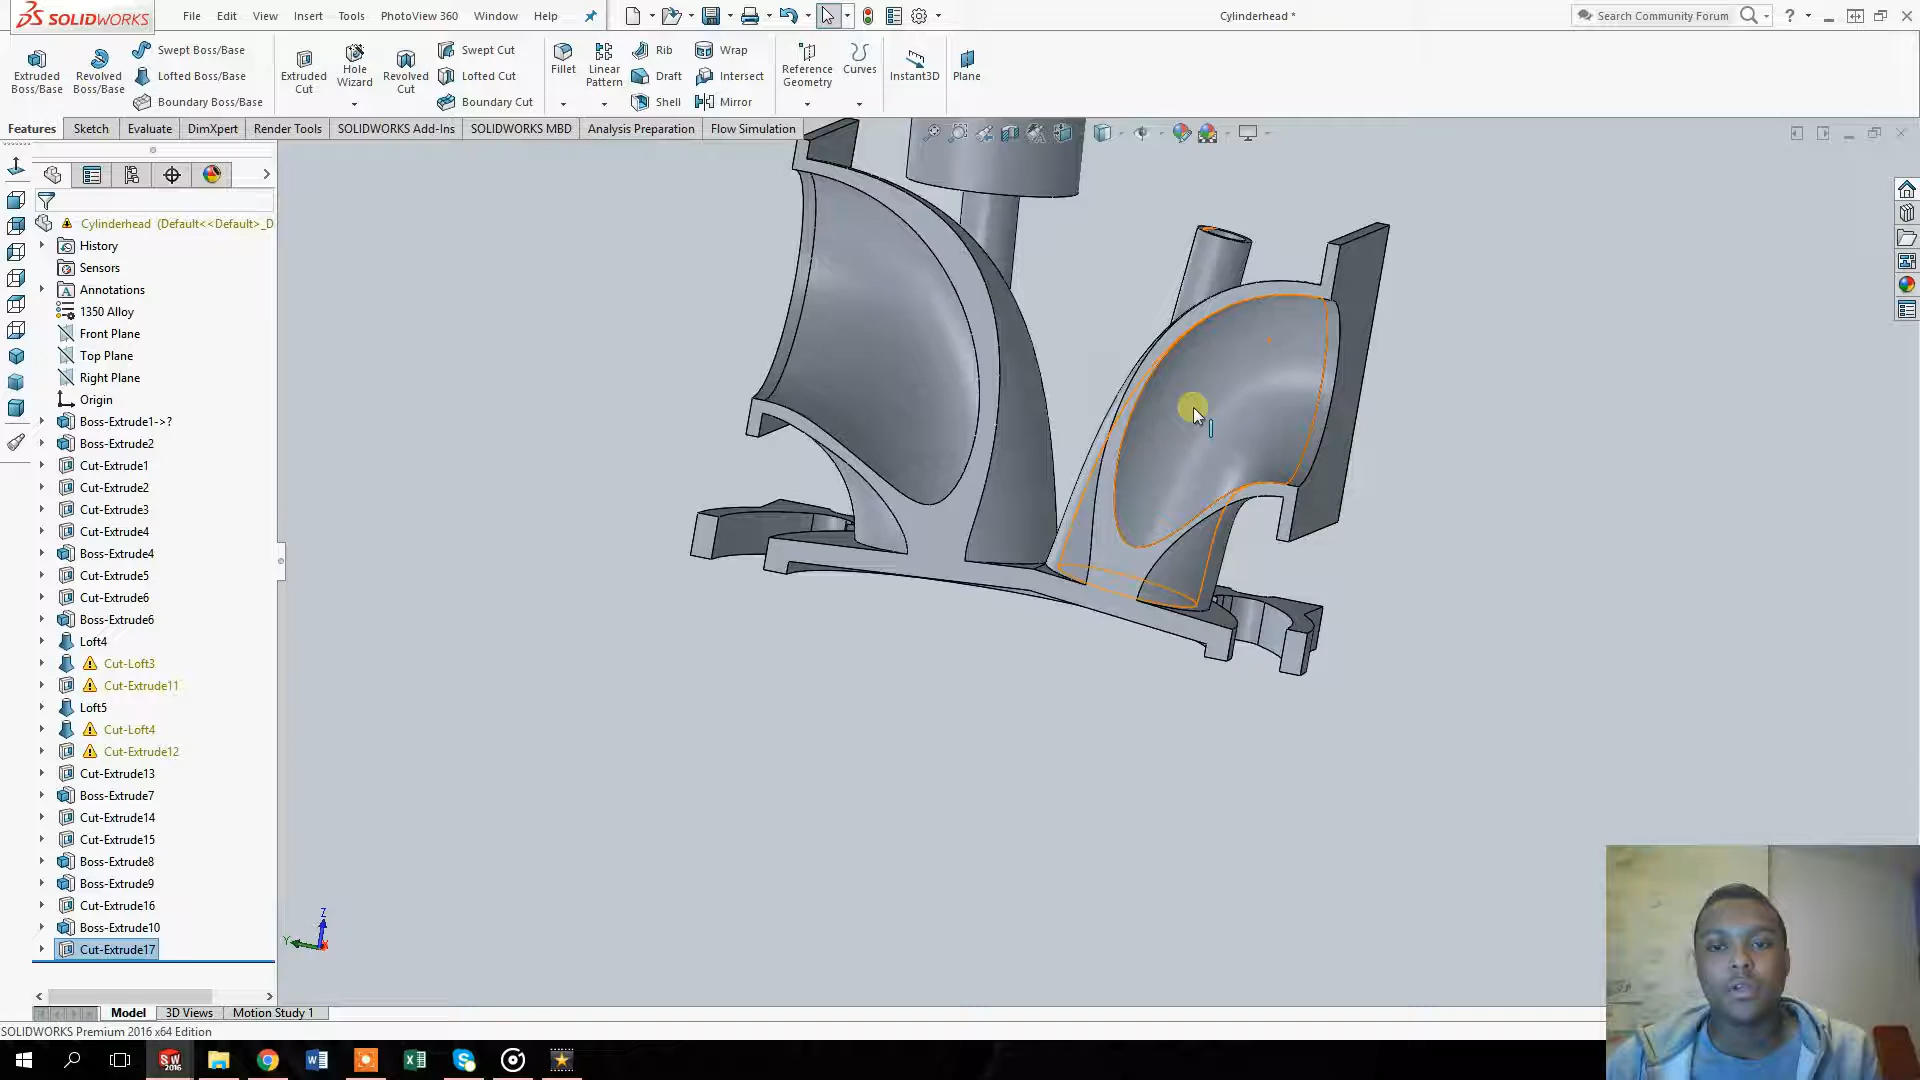 SOLIDWORKS File Edit View Insert Tools PhotoView 360 Window Help Cylinderhead * Search Community Forum
Extruded Boss/Base Revolved Boss/Base Swept Boss/Base Lofted Boss/Base Boundary Boss/Base Extruded Cut Hole Wizard Revolved Cut Swept Cut Lofted Cut Boundary Cut Fillet Linear Pattern Rib Draft Shell Wrap Intersect Mirror Reference Geometry Curves Instant3D Plane
Features Sketch Evaluate DimXpert Render Tools SOLIDWORKS Add-Ins SOLIDWORKS MBD Analysis Preparation Flow Simulation
Cylinderhead (Default<<Default>_D
History
Sensors
Annotations
1350 Alloy
Front Plane
Top Plane
Right Plane
Origin
Boss-Extrude1->?
Boss-Extrude2
Cut-Extrude1
Cut-Extrude2
Cut-Extrude3
Cut-Extrude4
Boss-Extrude4
Cut-Extrude5
Cut-Extrude6
Boss-Extrude6
Loft4
Cut-Loft3
Cut-Extrude11
Loft5
Cut-Loft4
Cut-Extrude12
Cut-Extrude13
Boss-Extrude7
Cut-Extrude14
Cut-Extrude15
Boss-Extrude8
Boss-Extrude9
Cut-Extrude16
Boss-Extrude10
Cut-Extrude17
Z
Y
X
Model 3D Views Motion Study 1
SOLIDWORKS Premium 2016 x64 Edition
SW 2016